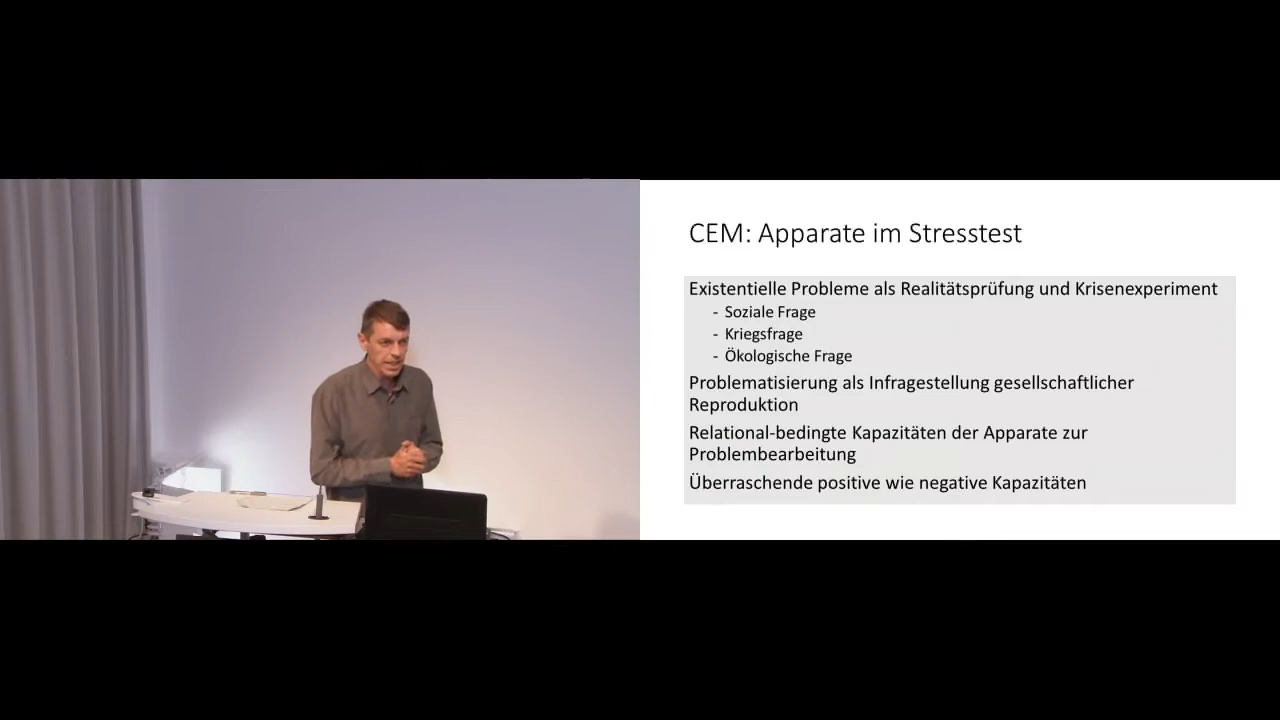 CEM: Apparate im Stresstest
Existentielle Probleme als Realitätsprüfung und Krisenexperiment
- Soziale Frage
- Kriegsfrage
- Ökologische Frage
Problematisierung als Infragestellung gesellschaftlicher
Reproduktion
Relational-bedingte Kapazitäten der Apparate zur
Problembearbeitung
Überraschende positive wie negative Kapazitäten